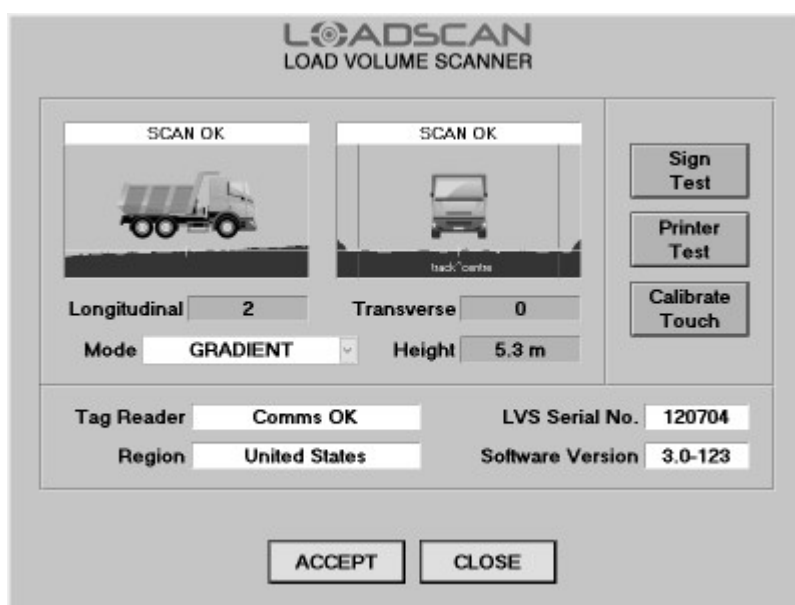 LOADSCAN
LOAD VOLUME SCANNER
SCAN OK
SCAN OK
track^centre
Longitudinal 2
Transverse 0
Mode GRADIENT
Height 5.3 m
Sign
Test
Printer
Test
Calibrate
Touch
Tag Reader Comms OK
LVS Serial No. 120704
Region United States
Software Version 3.0-123
ACCEPT
CLOSE